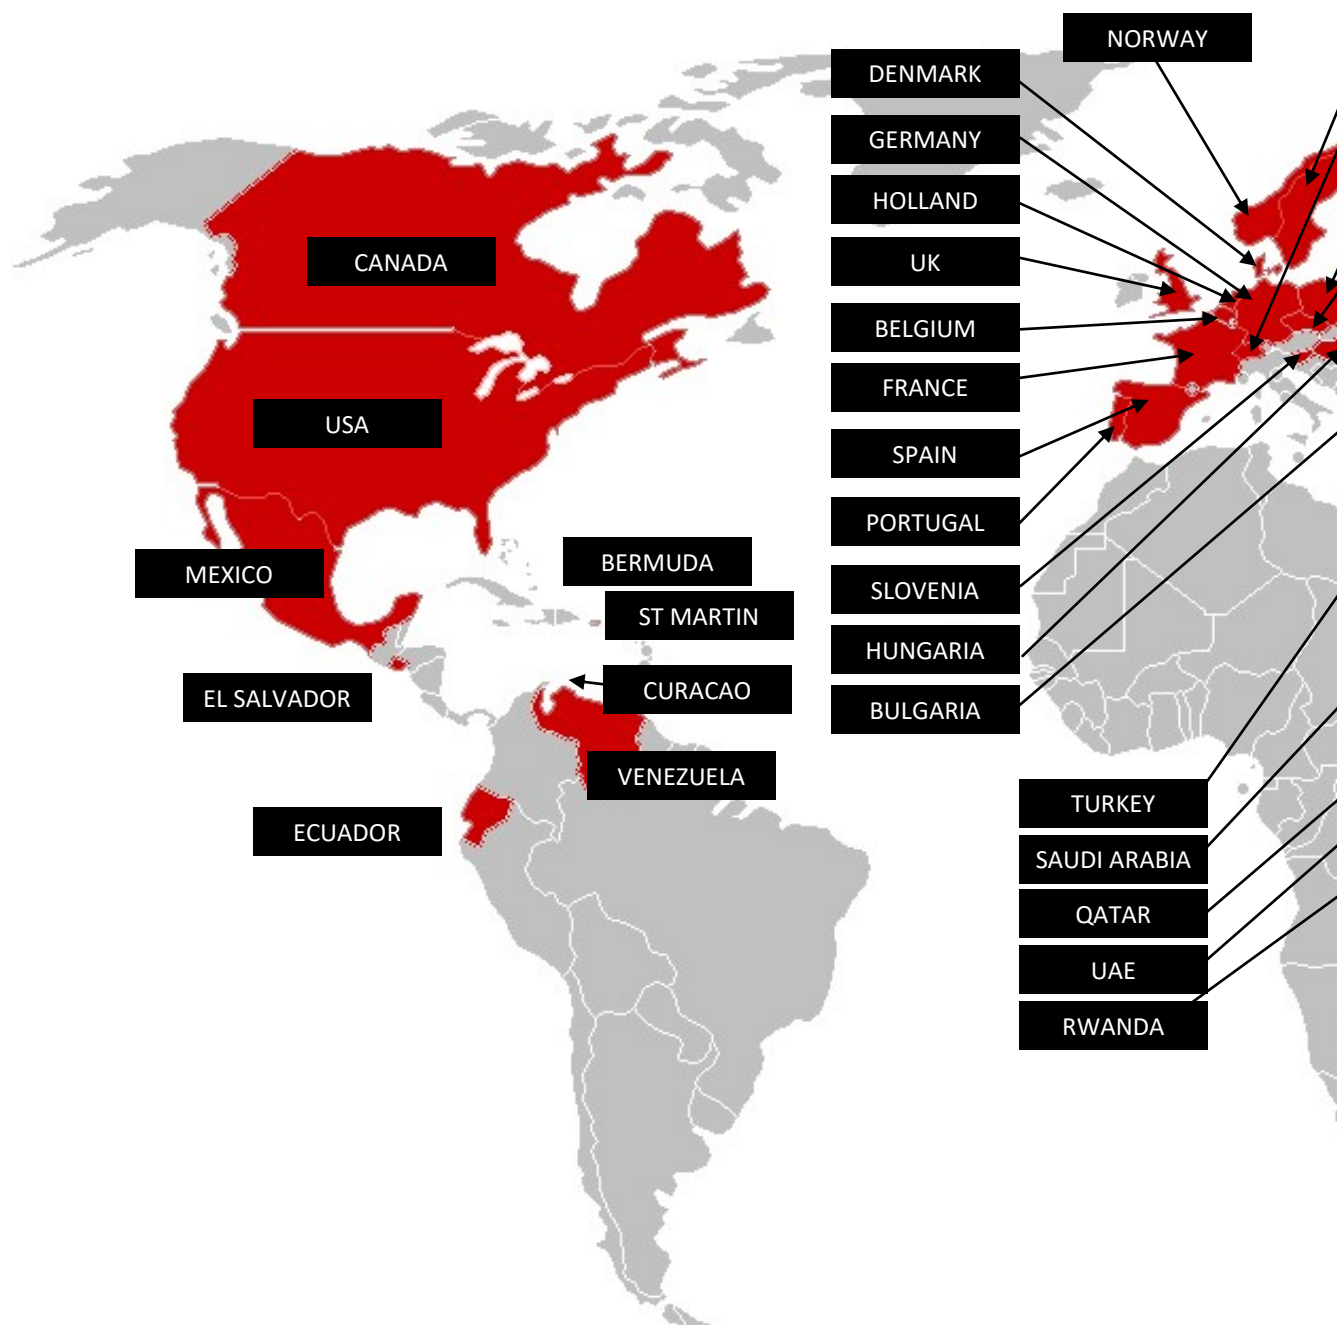 NORWAY
DENMARK
GERMANY
HOLLAND
UK
BELGIUM
FRANCE
SPAIN
PORTUGAL
SLOVENIA
HUNGARIA
BULGARIA
CANADA
USA
MEXICO
BERMUDA
ST MARTIN
CURACAO
EL SALVADOR
VENEZUELA
ECUADOR
TURKEY
SAUDI ARABIA
QATAR
UAE
RWANDA